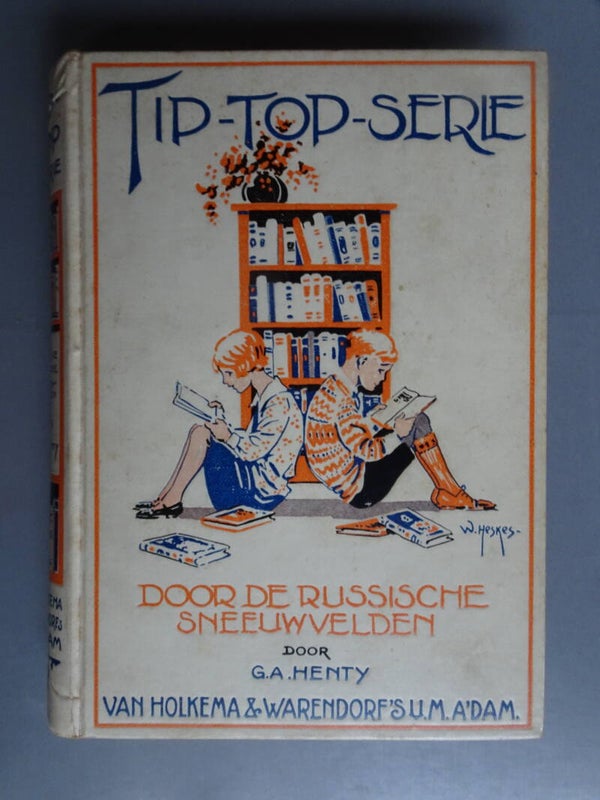 TIP-TOP-SERIE
W. Heskes-
DOOR DE RUSSISCHE
SNEEUWVELDEN
DOOR
G.A. HENTY
VAN HOLKEMA & WARENDORF'S U.M. A'DAM.